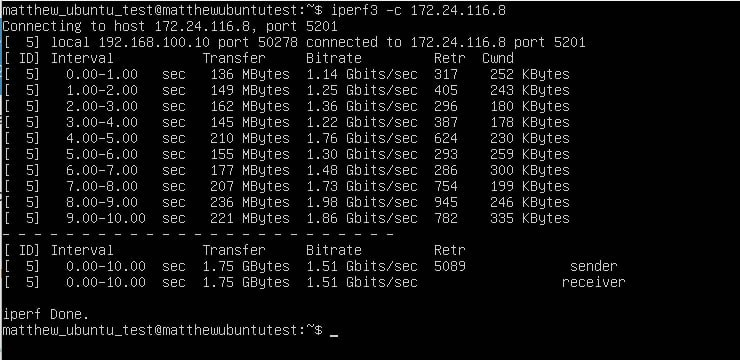 matthew_ubuntu_test@matthewubuntutest:~$ iperf3 -c 172.24.116.8
Connecting to host 172.24.116.8, port 5201
[  5] local 192.168.100.10 port 50278 connected to 172.24.116.8 port 5201
[ ID] Interval           Transfer     Bitrate         Retr  Cwnd
[  5]   0.00-1.00   sec   136 MBytes  1.14 Gbits/sec  317    252 KBytes
[  5]   1.00-2.00   sec   149 MBytes  1.25 Gbits/sec  405    243 KBytes
[  5]   2.00-3.00   sec   162 MBytes  1.36 Gbits/sec  296    180 KBytes
[  5]   3.00-4.00   sec   145 MBytes  1.22 Gbits/sec  387    178 KBytes
[  5]   4.00-5.00   sec   210 MBytes  1.76 Gbits/sec  624    230 KBytes
[  5]   5.00-6.00   sec   155 MBytes  1.30 Gbits/sec  293    259 KBytes
[  5]   6.00-7.00   sec   177 MBytes  1.48 Gbits/sec  286    300 KBytes
[  5]   7.00-8.00   sec   207 MBytes  1.73 Gbits/sec  754    199 KBytes
[  5]   8.00-9.00   sec   236 MBytes  1.98 Gbits/sec  945    246 KBytes
[  5]   9.00-10.00  sec   221 MBytes  1.86 Gbits/sec  782    335 KBytes
- - - - - - - - - - - - - - - - - - - - - - - - -
[ ID] Interval           Transfer     Bitrate         Retr
[  5]   0.00-10.00  sec  1.75 GBytes  1.51 Gbits/sec  5089             sender
[  5]   0.00-10.00  sec  1.75 GBytes  1.51 Gbits/sec                  receiver
iperf Done.
matthew_ubuntu_test@matthewubuntutest:~$ _